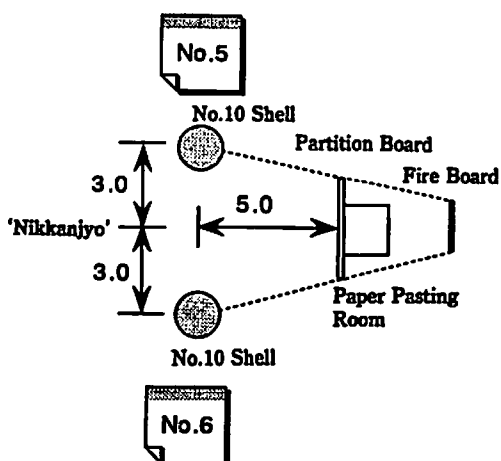 No.5
No.10 Shell
Partition Board
Fire Board
3.0
5.0
'Nikkanjyo'
3.0
Paper Pasting
Room
No.10 Shell
No.6